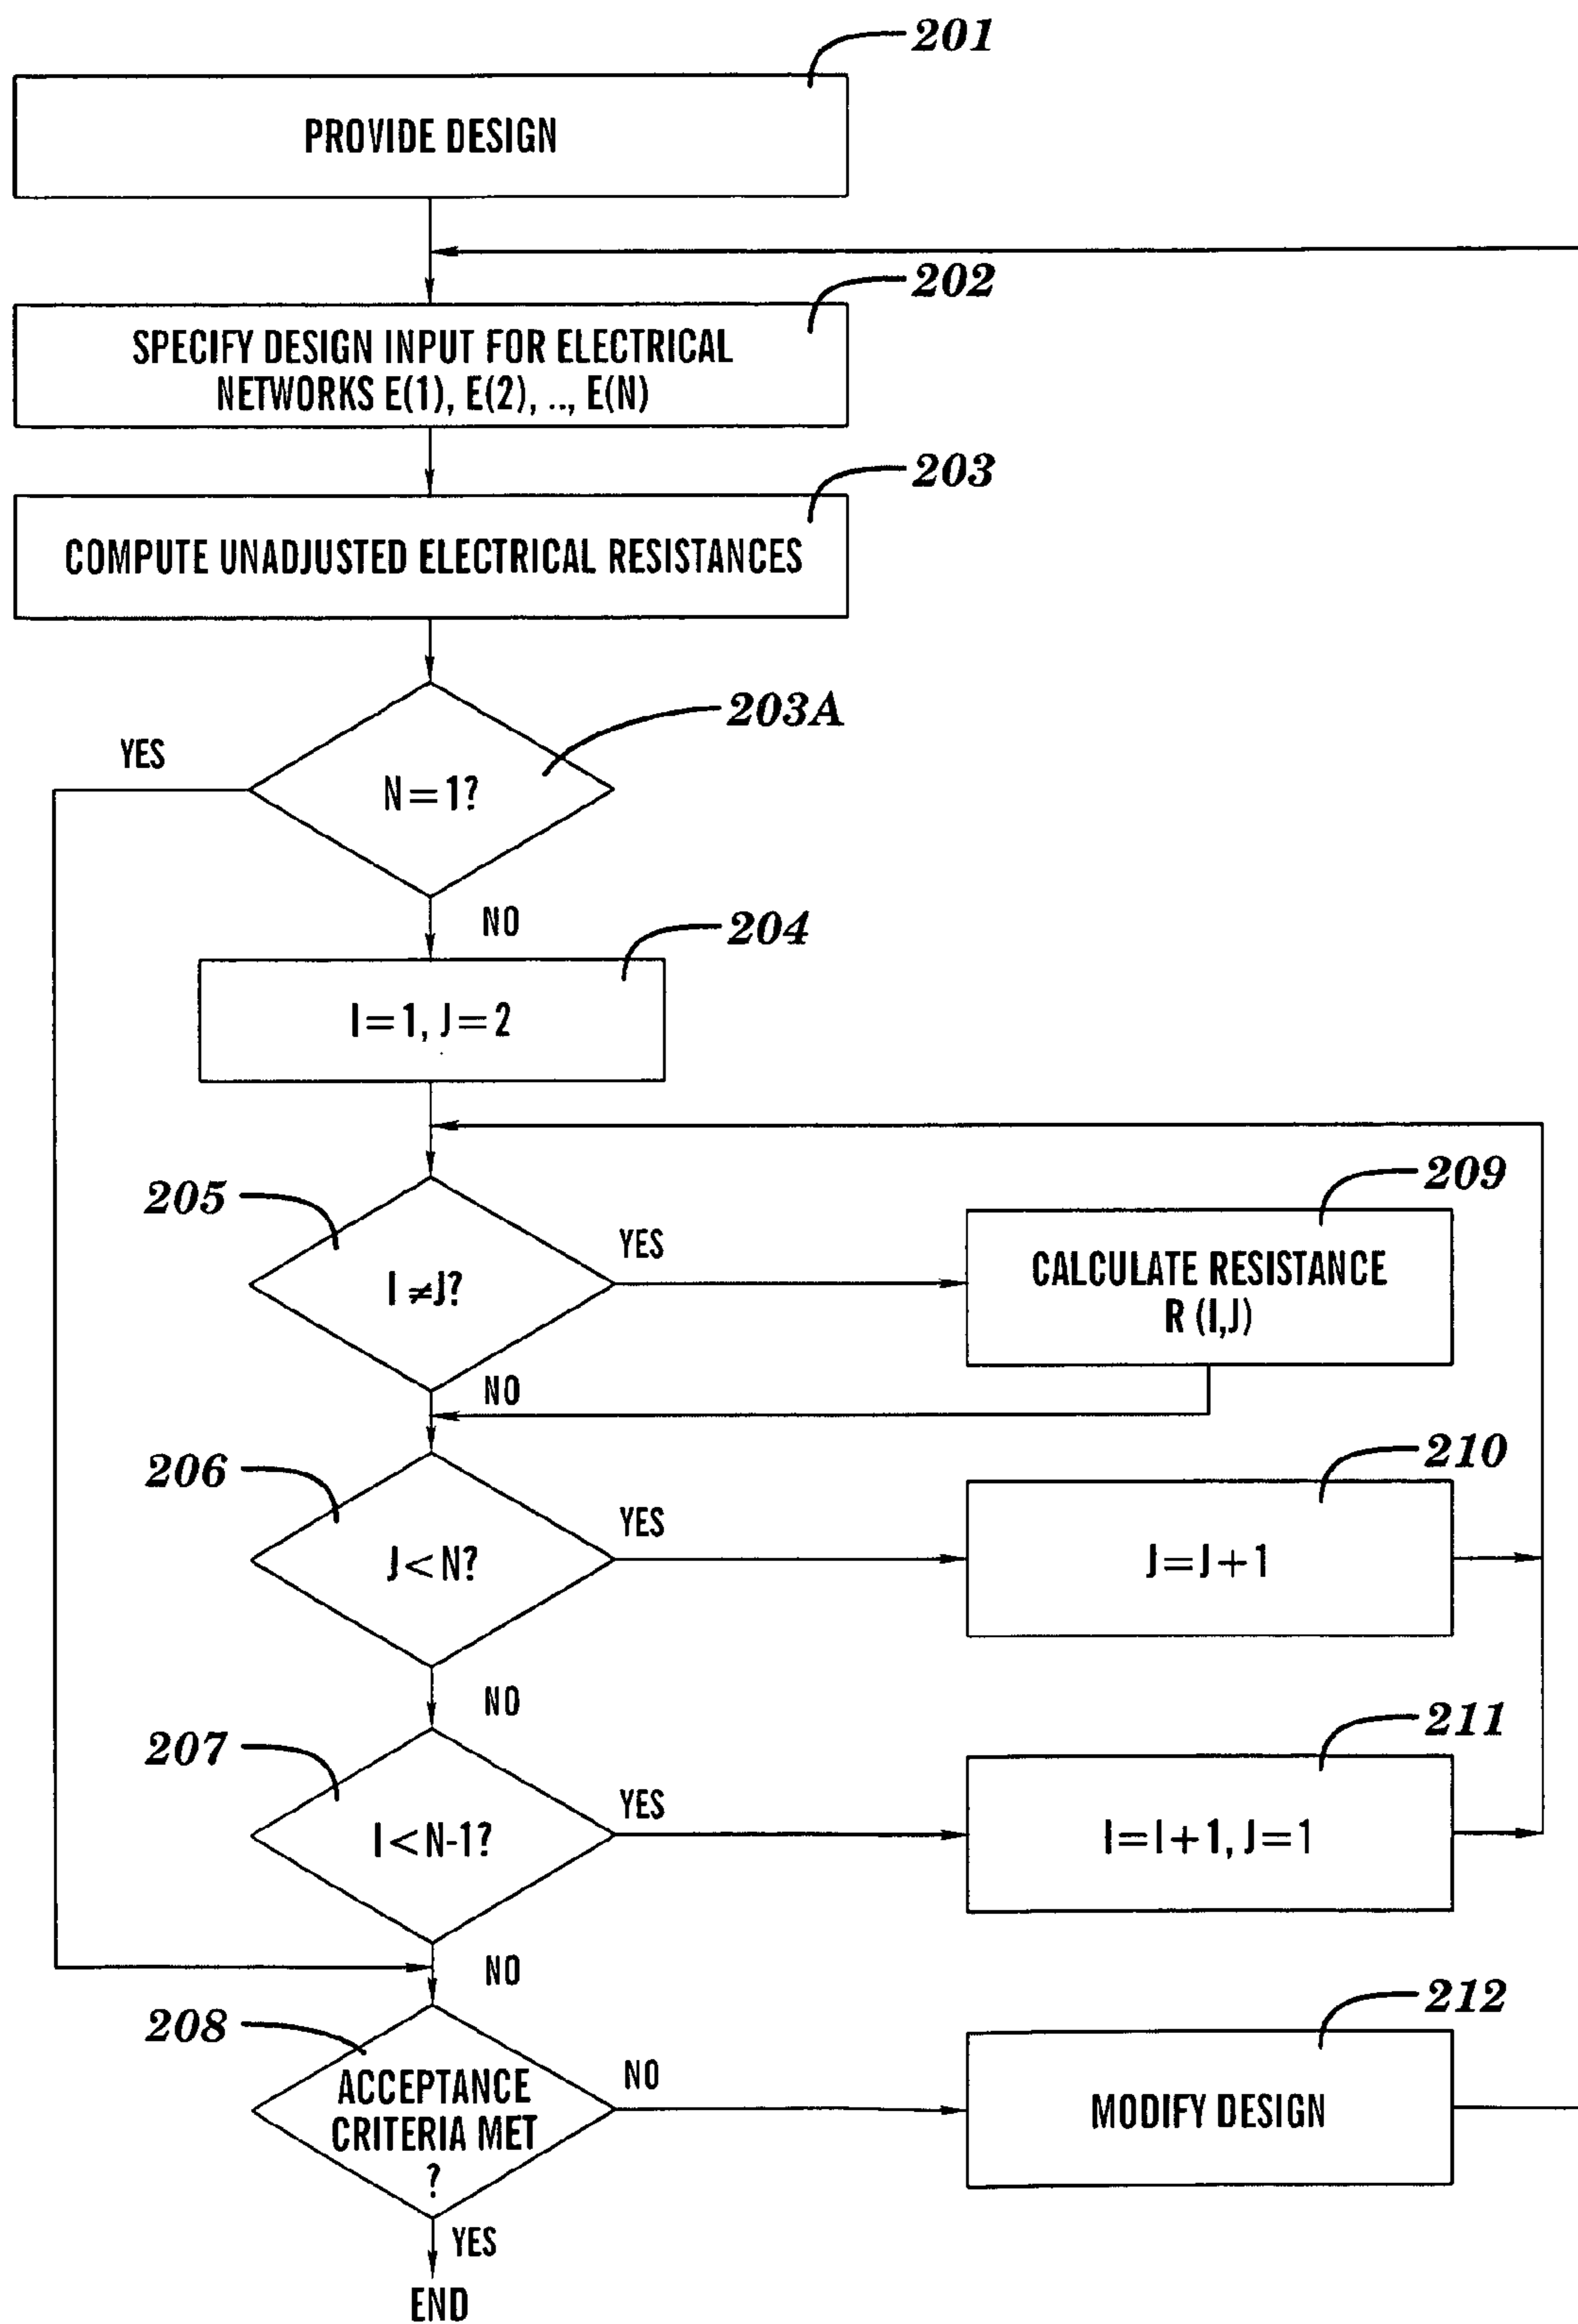 201
PROVIDE DESIGN
202
SPECIFY DESIGN INPUT FOR ELECTRICAL
NETWORKS E(1), E(2), .., E(N)
203
COMPUTE UNADJUSTED ELECTRICAL RESISTANCES
203A
YES
N=1?
NO
204
I=1, J=2
205
I≠J?
YES
209
CALCULATE RESISTANCE
R (I,J)
NO
206
J<N?
YES
210
J=J+1
NO
207
I<N-1?
YES
211
I=I+1, J=1
NO
208
ACCEPTANCE
CRITERIA MET
?
NO
212
MODIFY DESIGN
YES
END